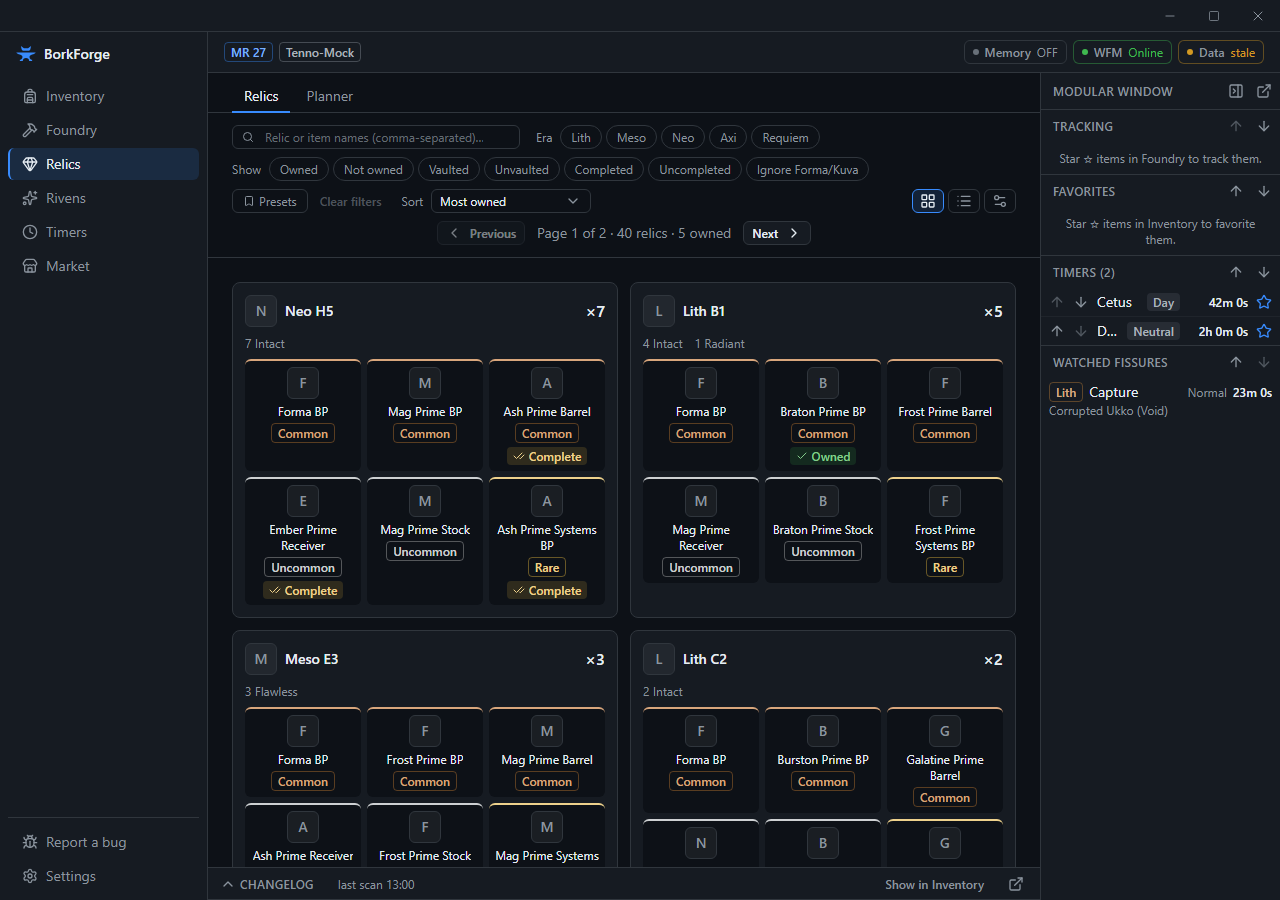 BorkForge
MR 27
Tenno-Mock
Memory OFF
WFM Online
Data stale
Inventory
Foundry
Relics
Rivens
Timers
Market
Report a bug
Settings
Relics
Planner
Relic or item names (comma-separated)...
Era
Lith
Meso
Neo
Axi
Requiem
Show
Owned
Not owned
Vaulted
Unvaulted
Completed
Uncompleted
Ignore Forma/Kuva
Presets
Clear filters
Sort
Most owned
Previous
Page 1 of 2 · 40 relics · 5 owned
Next
N
Neo H5
×7
7 Intact
F
Forma BP
Common
M
Mag Prime BP
Common
A
Ash Prime Barrel
Common
Complete
E
Ember Prime
Receiver
Uncommon
Complete
M
Mag Prime Stock
Uncommon
A
Ash Prime Systems
BP
Rare
Complete
L
Lith B1
×5
4 Intact
1 Radiant
F
Forma BP
Common
B
Braton Prime BP
Common
Owned
F
Frost Prime Barrel
Common
M
Mag Prime
Receiver
Uncommon
B
Braton Prime Stock
Uncommon
F
Frost Prime
Systems BP
Rare
M
Meso E3
×3
3 Flawless
F
Forma BP
Common
F
Frost Prime BP
Common
M
Mag Prime Barrel
Common
A
Ash Prime Receiver
F
Frost Prime Stock
M
Mag Prime Systems
L
Lith C2
×2
2 Intact
F
Forma BP
Common
B
Burston Prime BP
Common
G
Galatine Prime
Barrel
Common
N
B
G
CHANGELOG
last scan 13:00
Show in Inventory
MODULAR WINDOW
TRACKING
Star ☆ items in Foundry to track them.
FAVORITES
Star ☆ items in Inventory to favorite
them.
TIMERS (2)
Cetus
Day
42m 0s
D...
Neutral
2h 0m 0s
WATCHED FISSURES
Lith
Capture
Normal
23m 0s
Corrupted Ukko (Void)